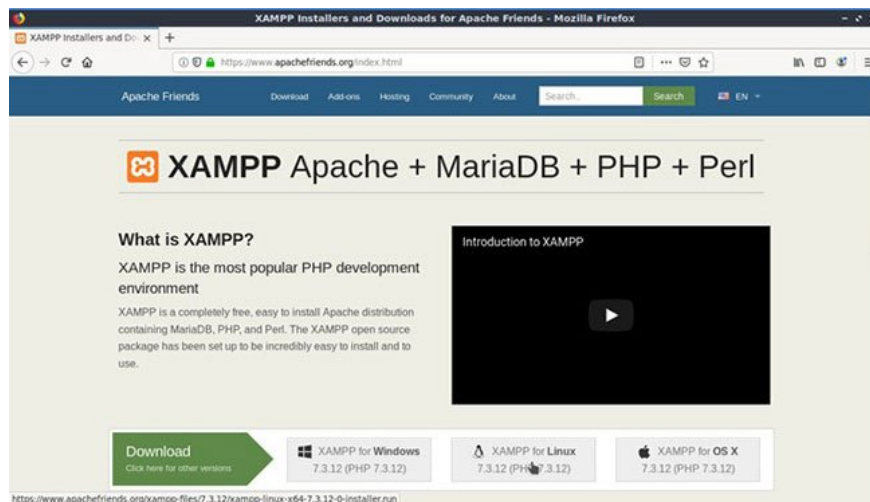 XAMPP Installers and Downloads for Apache Friends - Mozilla Firefox
XAMPP Installers and Do
https://www.apachefriends.org/index.html
Apache Friends
Download
Add-ons
Hosting
Community
About
Search...
Search
EN
XAMPP Apache + MariaDB + PHP + Perl
What is XAMPP?
XAMPP is the most popular PHP development
environment
XAMPP is a completely free, easy to install Apache distribution
containing MariaDB, PHP, and Perl. The XAMPP open source
package has been set up to be incredibly easy to install and to
use.
Introduction to XAMPP
Download
Click here for other versions
XAMPP for Windows
7.3.12 (PHP 7.3.12)
XAMPP for Linux
7.3.12 (PH 7.3.12)
XAMPP for OS X
7.3.12 (PHP 7.3.12)
https://www.apachefriends.org/xampp-files/7.3.12/xampp-linux-x64-7.3.12-0-installer.run